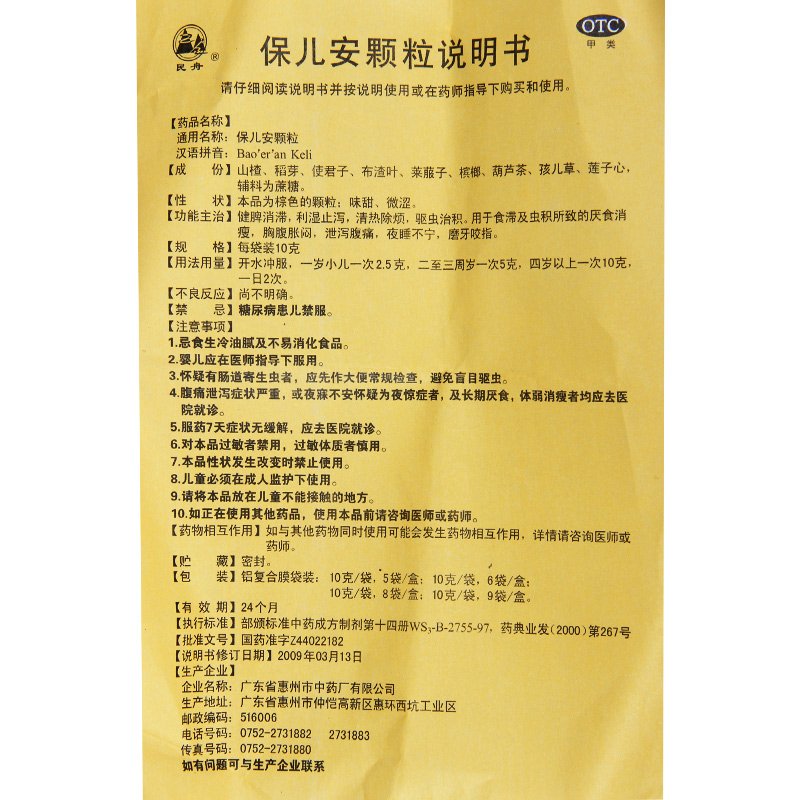 民舟®
OTC
甲类
保儿安颗粒说明书
请仔细阅读说明书并按说明使用或在药师指导下购买和使用。
【药品名称】
通用名称：保儿安颗粒
汉语拼音：Bao'er'an Keli
【成　份】山楂、稻芽、使君子、布渣叶、莱菔子、槟榔、葫芦茶、孩儿草、莲子心，
辅料为蔗糖。
【性　状】本品为棕色的颗粒；味甜、微涩。
【功能主治】健脾消滞，利湿止泻，清热除烦，驱虫治积。用于食滞及虫积所致的厌食消
瘦，胸腹胀闷，泄泻腹痛，夜睡不宁，磨牙咬指。
【规　格】每袋装10克
【用法用量】开水冲服，一岁小儿一次2.5克，二至三周岁一次5克，四岁以上一次10克，
一日2次。
【不良反应】尚不明确。
【禁　忌】糖尿病患儿禁服。
【注意事项】
1.忌食生冷油腻及不易消化食品。
2.婴儿应在医师指导下服用。
3.怀疑有肠道寄生虫者，应先作大便常规检查，避免盲目驱虫。
4.腹痛泄泻症状严重，或夜寐不安怀疑为夜惊症者，及长期厌食，体弱消瘦者均应去医
院就诊。
5.服药7天症状无缓解，应去医院就诊。
6.对本品过敏者禁用，过敏体质者慎用。
7.本品性状发生改变时禁止使用。
8.儿童必须在成人监护下使用。
9.请将本品放在儿童不能接触的地方。
10.如正在使用其他药品，使用本品前请咨询医师或药师。
【药物相互作用】如与其他药物同时使用可能会发生药物相互作用，详情请咨询医师或
药师。
【贮　藏】密封。
【包　装】铝复合膜袋装：10克/袋，5袋/盒；10克/袋，6袋/盒；
10克/袋，8袋/盒；10克/袋，9袋/盒。
【有 效 期】24个月
【执行标准】部颁标准中药成方制剂第十四册WS₃-B-2755-97，药典业发(2000)第267号
【批准文号】国药准字Z44022182
【说明书修订日期】2009年03月13日
【生产企业】
企业名称：广东省惠州市中药厂有限公司
生产地址：广东省惠州市仲恺高新区惠环西坑工业区
邮政编码：516006
电话号码：0752-2731882　2731883
传真号码：0752-2731880
如有问题可与生产企业联系